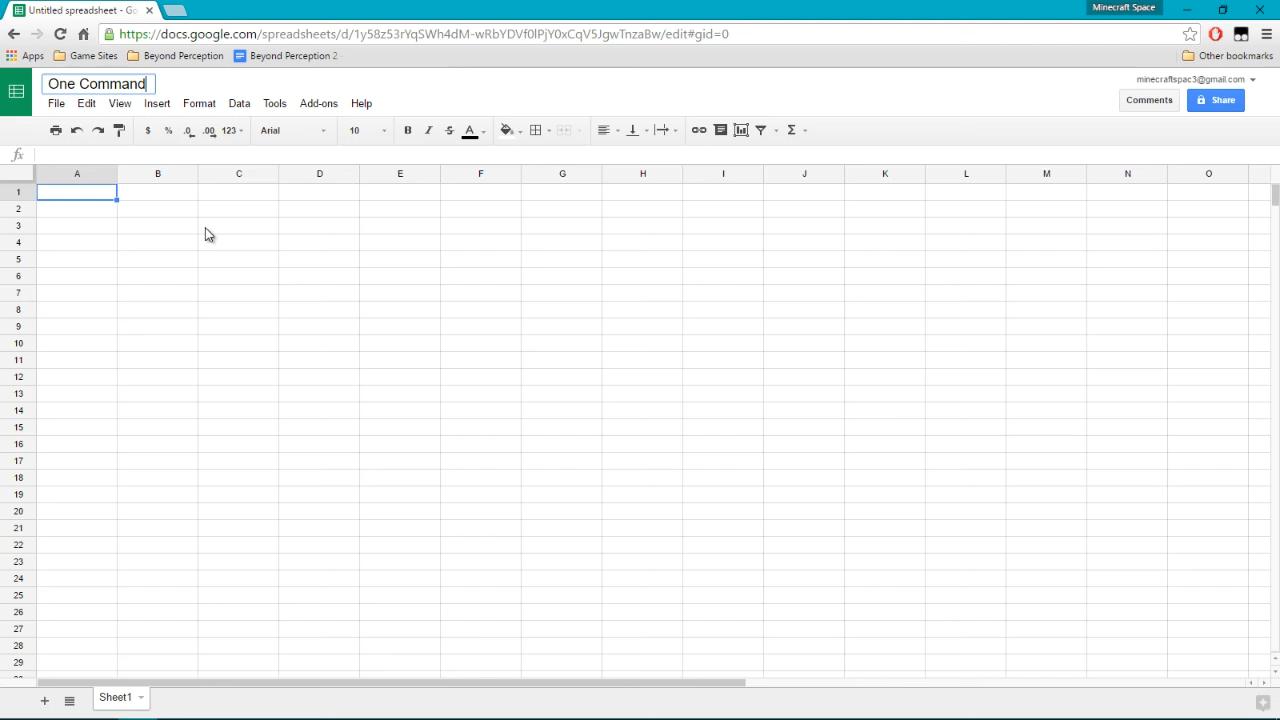 Minecraft Space
Untitled spreadsheet - Go
https://docs.google.com/spreadsheets/d/1y58z53rYqSWh4dM-wRbYDVf0lPjY0xCqV5JgwTnzaBw/edit#gid=0
Apps Game Sites Beyond Perception Beyond Perception 2 - Other bookmarks
One Command
minecraftspac3@gmail.com
File Edit View Insert Format Data Tools Add-ons Help
Comments Share
$ % .0 .00 123 Arial 10 B I S A Σ
fx
A B C D E F G H I J K L M N O
1
2
3
4
5
6
7
8
9
10
11
12
13
14
15
16
17
18
19
20
21
22
23
24
25
26
27
28
29
Sheet1